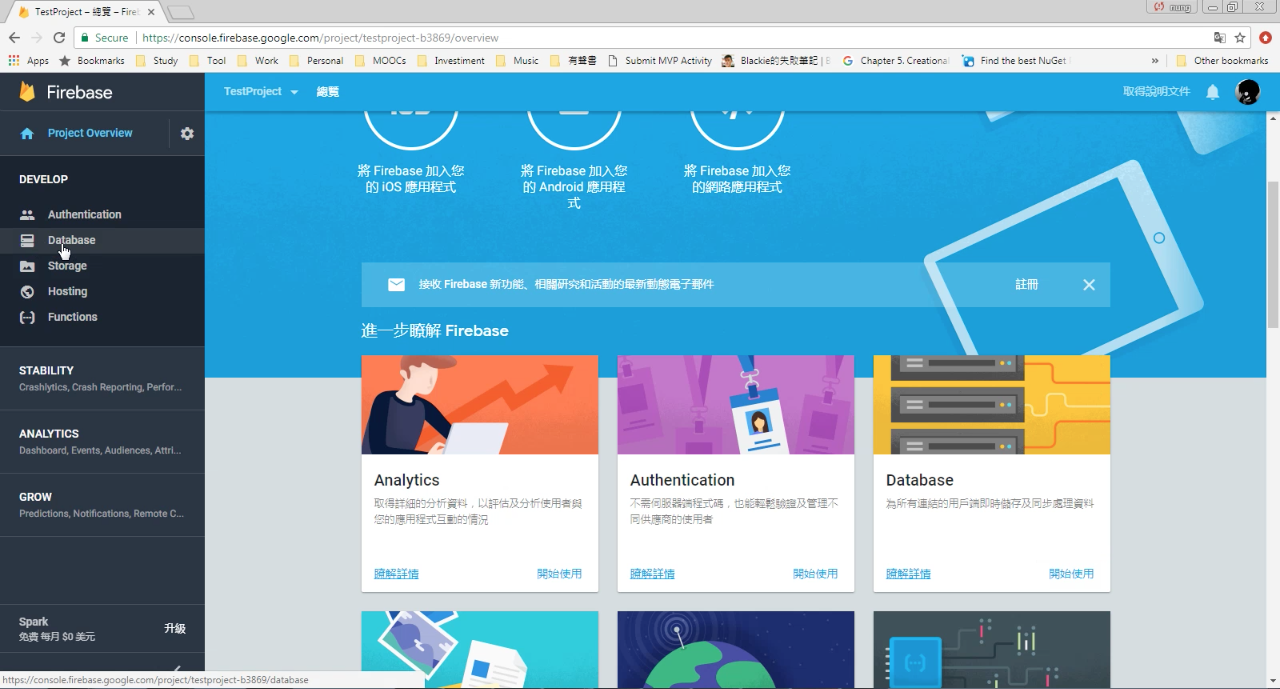 TestProject – 總覽 – Fire
nung
Secure
https://console.firebase.google.com/project/testproject-b3869/overview
Apps
Bookmarks
Study
Tool
Work
Personal
MOOCs
Investiment
Music
有聲書
Submit MVP Activity
Blackie的失敗筆記 | B
Chapter 5. Creational
Find the best NuGet
»
Other bookmarks
Firebase
TestProject
總覽
取得說明文件
Project Overview
DEVELOP
Authentication
Database
Storage
Hosting
Functions
STABILITY
Crashlytics, Crash Reporting, Perfor...
ANALYTICS
Dashboard, Events, Audiences, Attri...
GROW
Predictions, Notifications, Remote C...
Spark
免費 每月 $0 美元
升級
將 Firebase 加入您
的 iOS 應用程式
將 Firebase 加入您
的 Android 應用程
式
將 Firebase 加入您
的網路應用程式
接收 Firebase 新功能、相關研究和活動的最新動態電子郵件
註冊
進一步瞭解 Firebase
Analytics
取得詳細的分析資料，以評估及分析使用者與
您的應用程式互動的情況
瞭解詳情
開始使用
Authentication
不需伺服器端程式碼，也能輕鬆驗證及管理不
同供應商的使用者
瞭解詳情
開始使用
Database
為所有連結的用戶端即時儲存及同步處理資料
瞭解詳情
開始使用
https://console.firebase.google.com/project/testproject-b3869/database